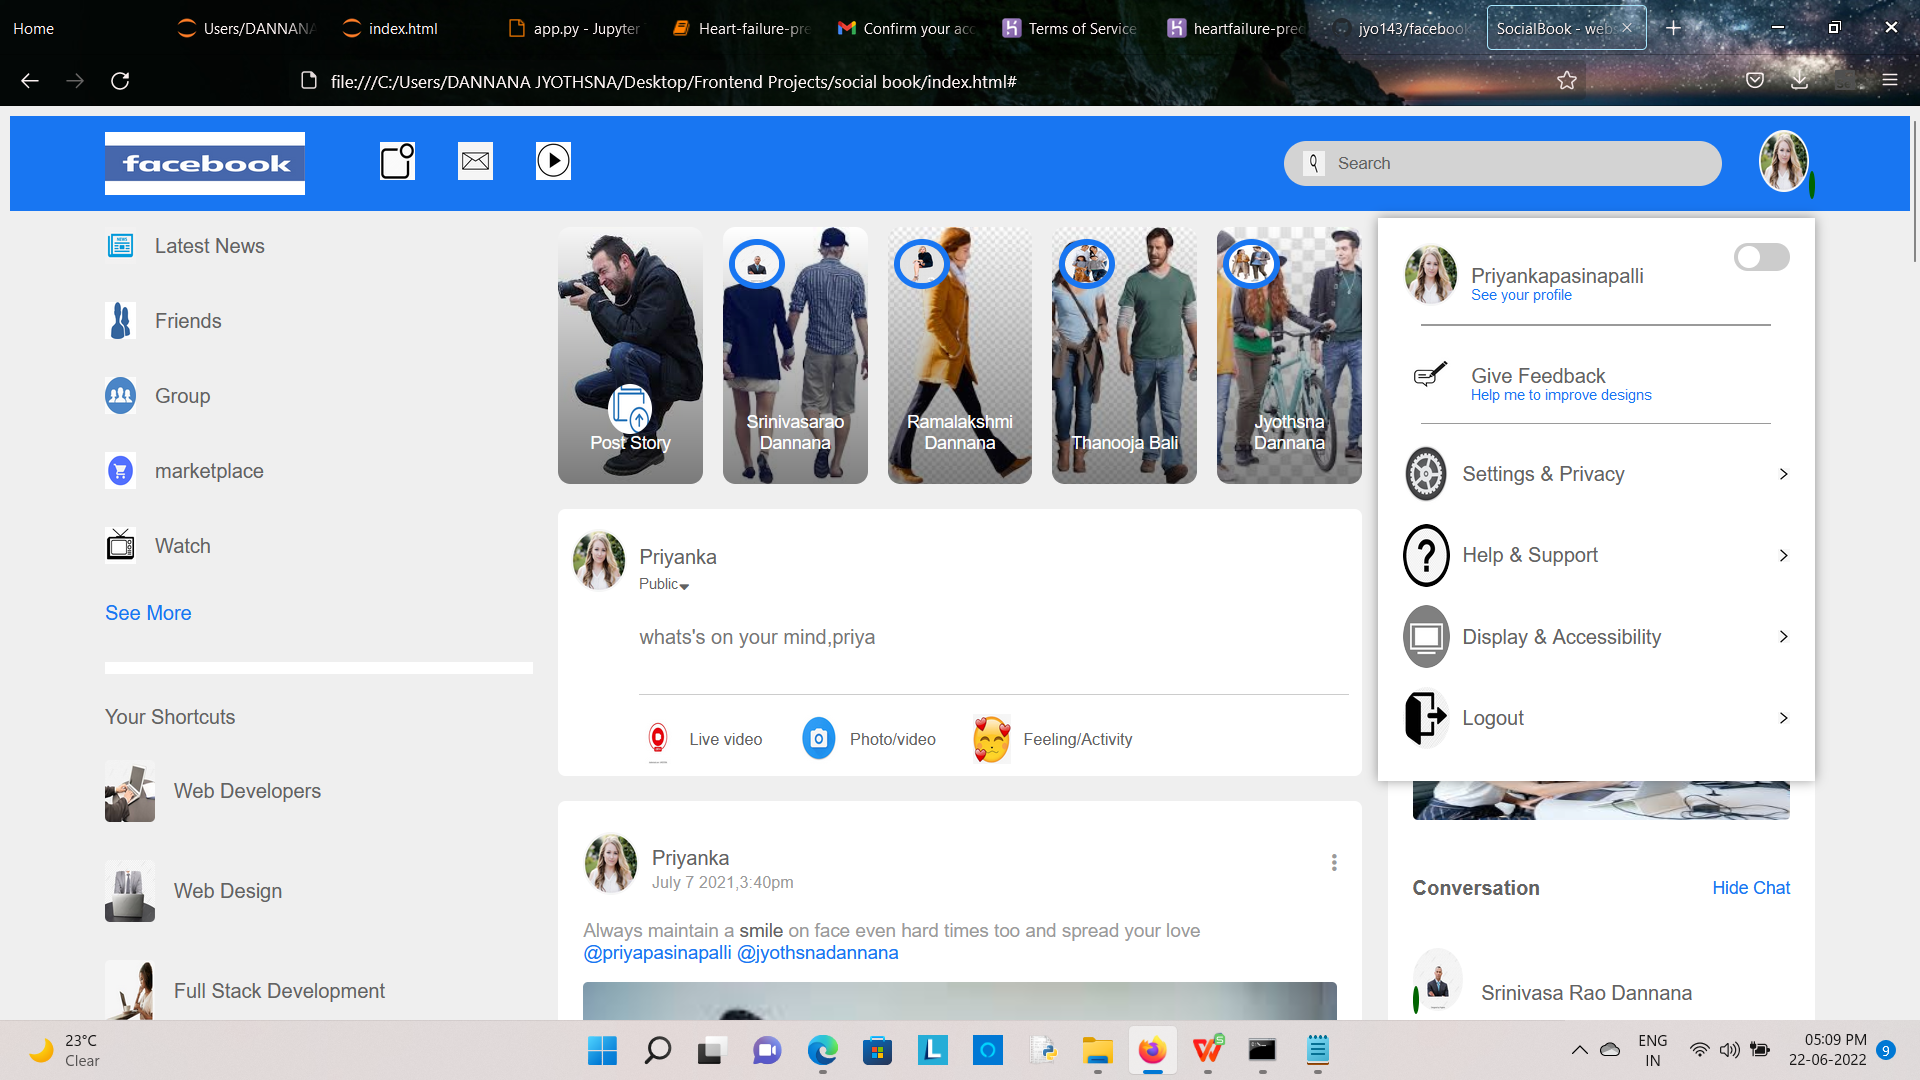 Home
Users/DANNANA
index.html
app.py - Jupyter
Heart-failure-pre
Confirm your acc
Terms of Service
heartfailure-pred
jyo143/facebook
SocialBook - webs
file:///C:/Users/DANNANA JYOTHSNA/Desktop/Frontend Projects/social book/index.html#
facebook
Search
Latest News
Friends
Group
marketplace
Watch
See More
Your Shortcuts
Web Developers
Web Design
Full Stack Development
Post Story
Srinivasarao
Dannana
Ramalakshmi
Dannana
Thanooja Bali
Jyothsna
Dannana
Priyanka
Public
whats's on your mind,priya
Live video
Photo/video
Feeling/Activity
Priyanka
July 7 2021,3:40pm
Always maintain a smile on face even hard times too and spread your love
@priyapasinapalli @jyothsnadannana
Priyankapasinapalli
See your profile
Give Feedback
Help me to improve designs
Settings & Privacy
Help & Support
Display & Accessibility
Logout
Conversation
Hide Chat
Srinivasa Rao Dannana
23°C
Clear
ENG
IN
05:09 PM
22-06-2022
9